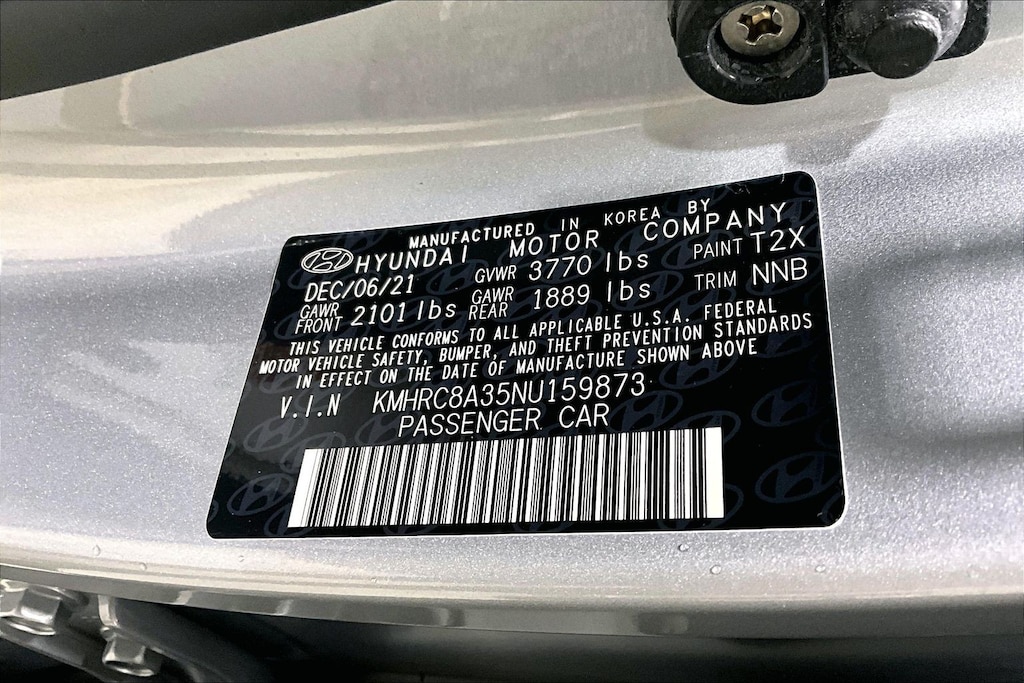 MANUFACTURED IN KOREA BY
HYUNDAI MOTOR COMPANY
DEC/06/21 GVWR 3770 lbs PAINT T2X
GAWR FRONT 2101 lbs GAWR REAR 1889 lbs TRIM NNB
THIS VEHICLE CONFORMS TO ALL APPLICABLE U.S.A. FEDERAL
MOTOR VEHICLE SAFETY, BUMPER, AND THEFT PREVENTION STANDARDS
IN EFFECT ON THE DATE OF MANUFACTURE SHOWN ABOVE
V.I.N KMHRC8A35NU159873
PASSENGER CAR